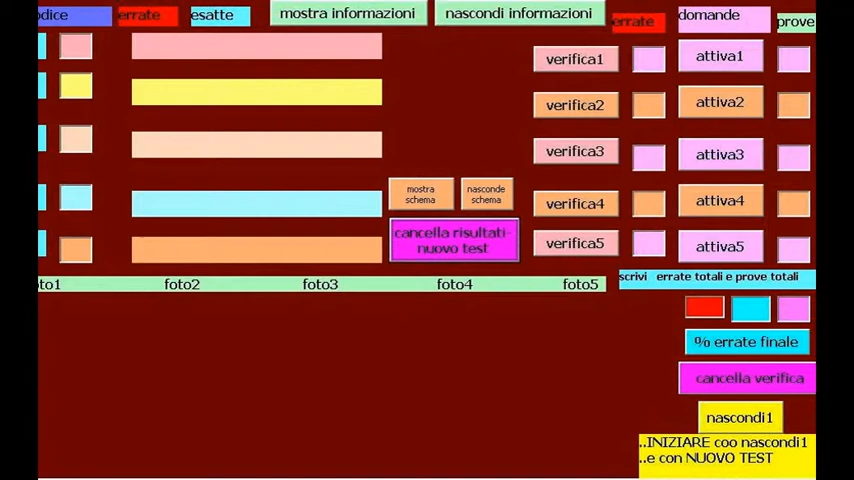 odice errate esatte mostra informazioni nascondi informazioni errate domande prove
verifica1 attiva1
verifica2 attiva2
verifica3 attiva3
mostra schema nasconde schema verifica4 attiva4
cancella risultati-
nuovo test
verifica5 attiva5
oto1 foto2 foto3 foto4 foto5
scrivi errate totali e prove totali
% errate finale
cancella verifica
nascondi1
..INIZIARE coo nascondi1
..e con NUOVO TEST